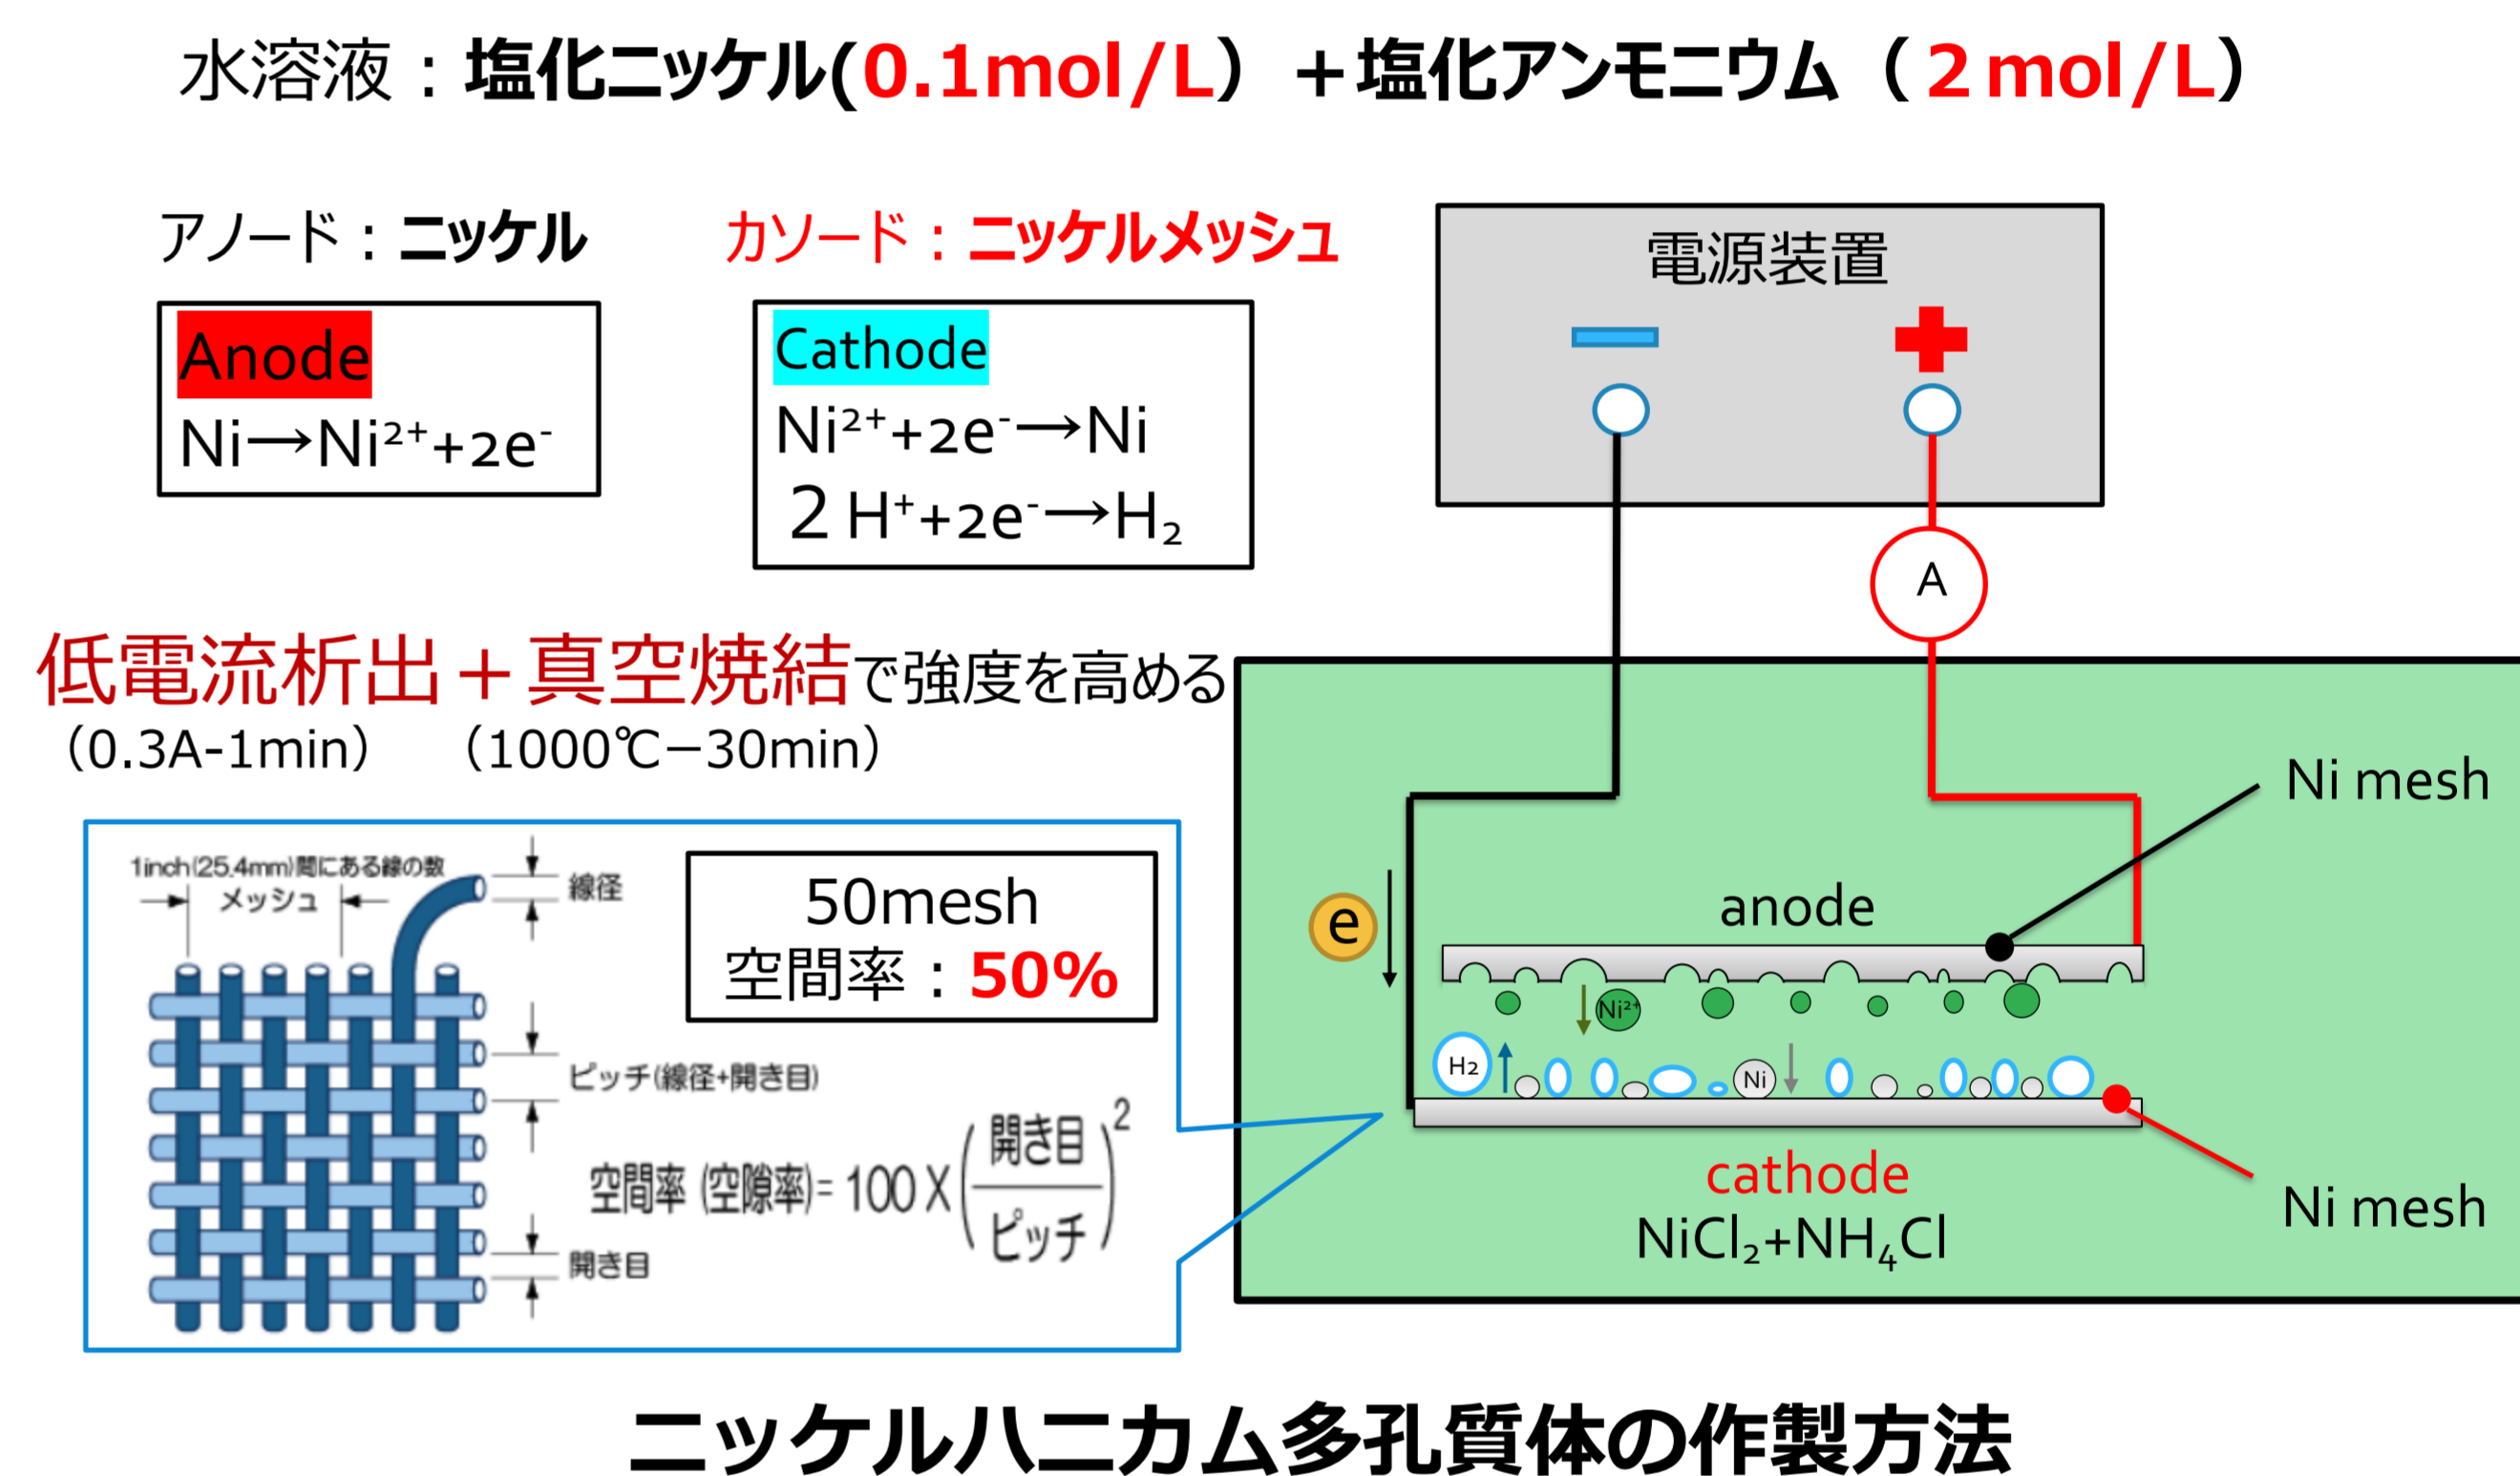 水溶液：塩化ニッケル(0.1mol/L）＋塩化アンモニウム（２mol/L）
アノード：ニッケル
カソード：ニッケルメッシュ
Anode
Ni→Ni²⁺+2e⁻
Cathode
Ni²⁺+2e⁻→Ni
２H⁺+2e⁻→H₂
電源装置
A
低電流析出＋真空焼結で強度を高める
（0.3A-1min）　（1000℃－30min）
1inch(25.4mm)間にある線の数
メッシュ
線径
ピッチ(線径+開き目)
開き目
50mesh
空間率：50%
空間率 (空隙率)= 100 X (開き目/ピッチ)²
e
Ni mesh
anode
Ni²⁺
H2
Ni
cathode
NiCl₂+NH₄Cl
Ni mesh
ニッケルハニカム多孔質体の作製方法